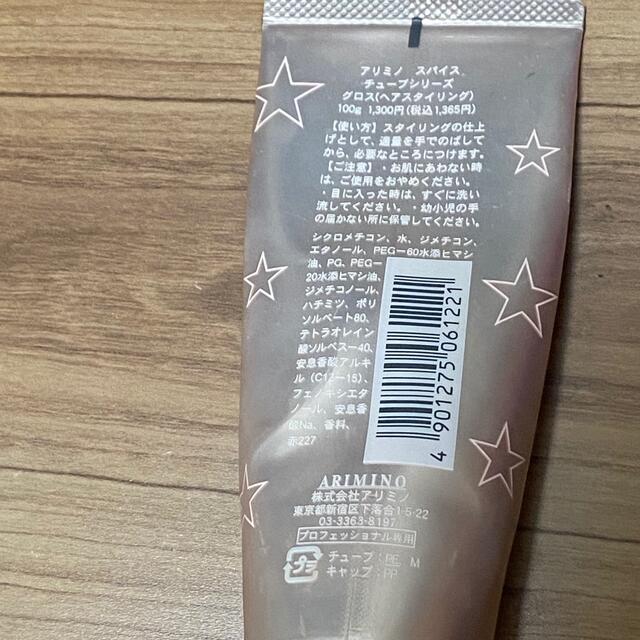 アリミノ スパイス
チューブシリーズ
グロス(ヘアスタイリング)
100g 1,300円(税込1,365円)
【使い方】スタイリングの仕上
げとして、適量を手でのばして
から、必要なところにつけます。
【ご注意】・お肌にあわない時
は、ご使用をおやめください。
・目に入った時は、すぐに洗い
流してください。・幼小児の手
の届かない所に保管してください。
シクロメチコン、水、ジメチコン、
エタノール、PEG−60水添ヒマシ
油、PG、PEG−
20水添ヒマシ油、
ジメチコノール、
ハチミツ、ポリ
ソルベート80、
テトラオレイン
酸ソルベスー40、
安息香酸アルキ
ル（C12−15）、
フェノキシエタ
ノール、安息香
酸Na、香料、
赤227
4 901275 061221
ARIMINO
株式会社アリミノ
東京都新宿区下落合1-5-22
03-3363-8197
プロフェッショナル専用
プラ チューブ：PE, M
キャップ：PP